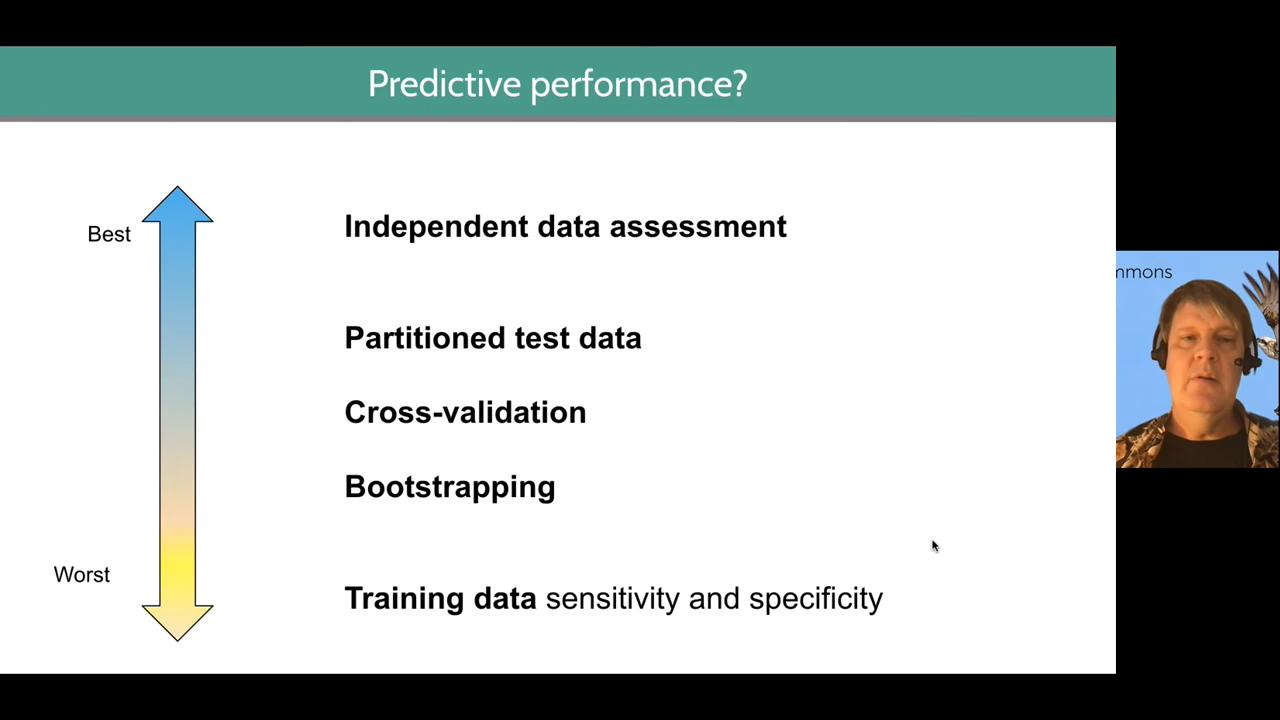 Predictive performance?
Best
Independent data assessment
mmons
Partitioned test data
Cross-validation
Bootstrapping
Worst
Training data sensitivity and specificity